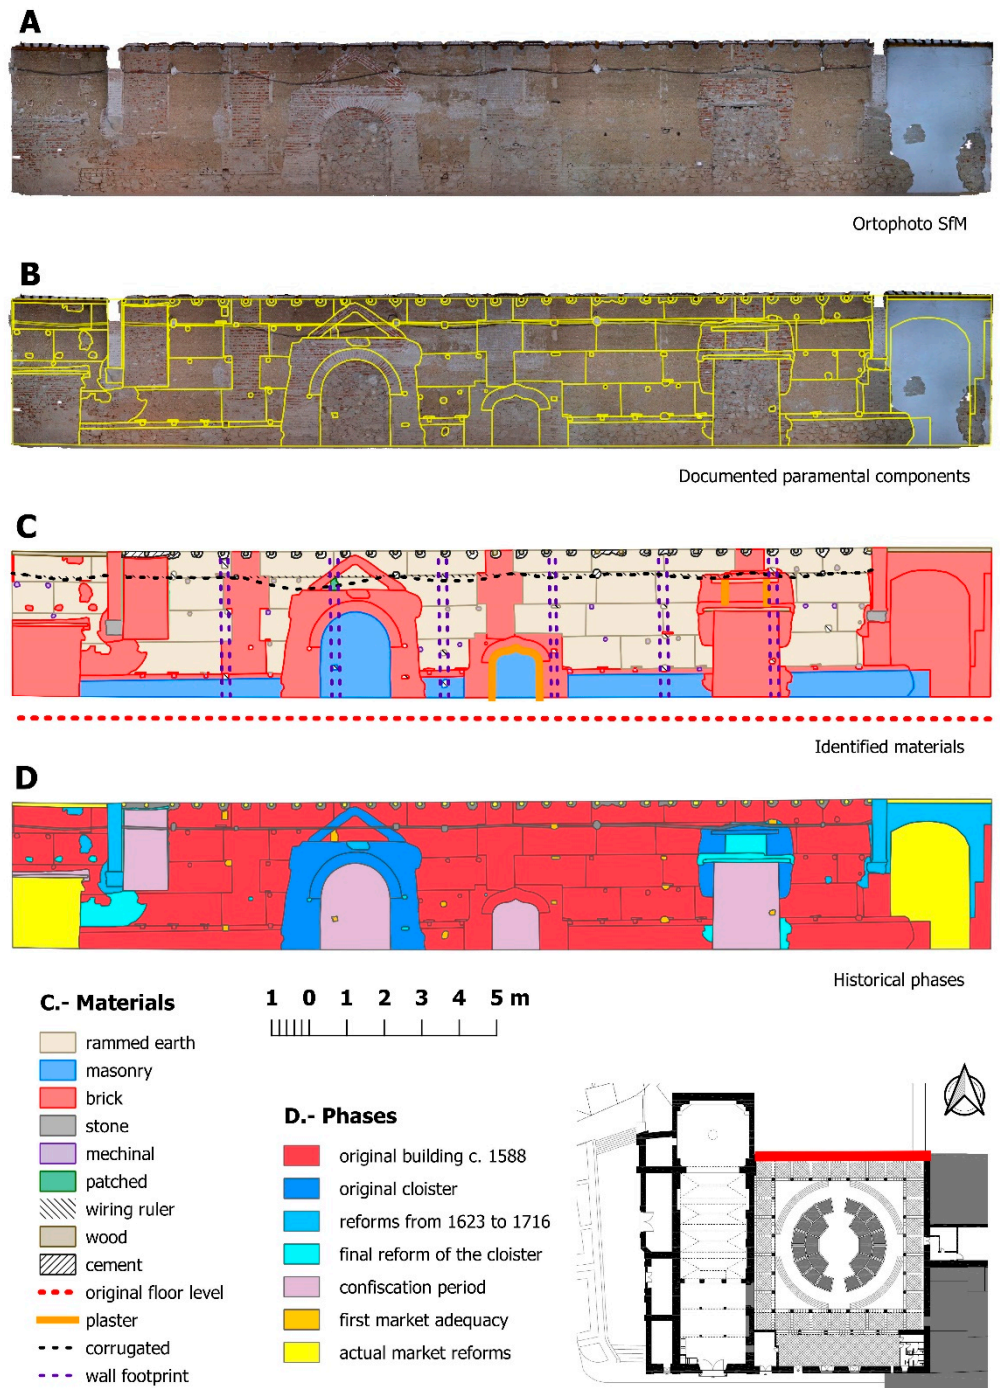 A
Ortophoto SfM
B
Documented paramental components
C
Identified materials
D
Historical phases
C.- Materials
rammed earth
masonry
brick
stone
mechinal
patched
wiring ruler
wood
cement
original floor level
plaster
corrugated
wall footprint
1 0 1 2 3 4 5 m
D.- Phases
original building c. 1588
original cloister
reforms from 1623 to 1716
final reform of the cloister
confiscation period
first market adequacy
actual market reforms